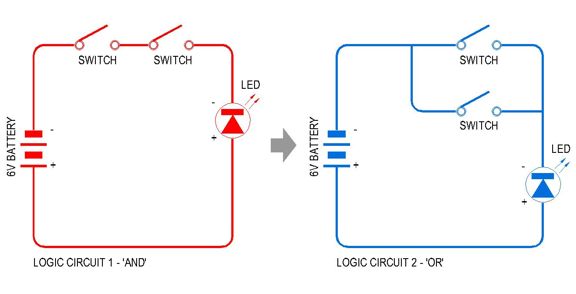 SWITCH SWITCH
LED
-
+
6V BATTERY
-
+
LOGIC CIRCUIT 1 - 'AND'
SWITCH
SWITCH
LED
-
+
6V BATTERY
-
+
LOGIC CIRCUIT 2 - 'OR'